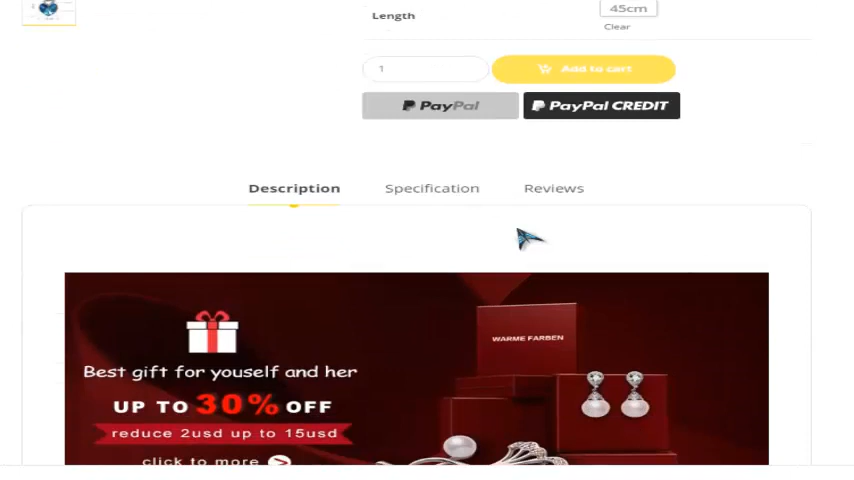 Length
45cm
Clear
1
Add to cart
PayPal
PayPal CREDIT
Description
Specification
Reviews
WARME FARBEN
Best gift for youself and her
UP TO 30% OFF
reduce 2usd up to 15usd
click to more >